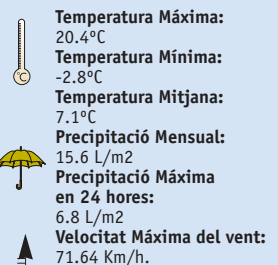 Temperatura Màxima:
20.4ºC
Temperatura Mínima:
-2.8ºC
Temperatura Mitjana:
7.1ºC
Precipitació Mensual:
15.6 L/m2
Precipitació Màxima
en 24 hores:
6.8 L/m2
Velocitat Màxima del vent:
71.64 Km/h.
ºC